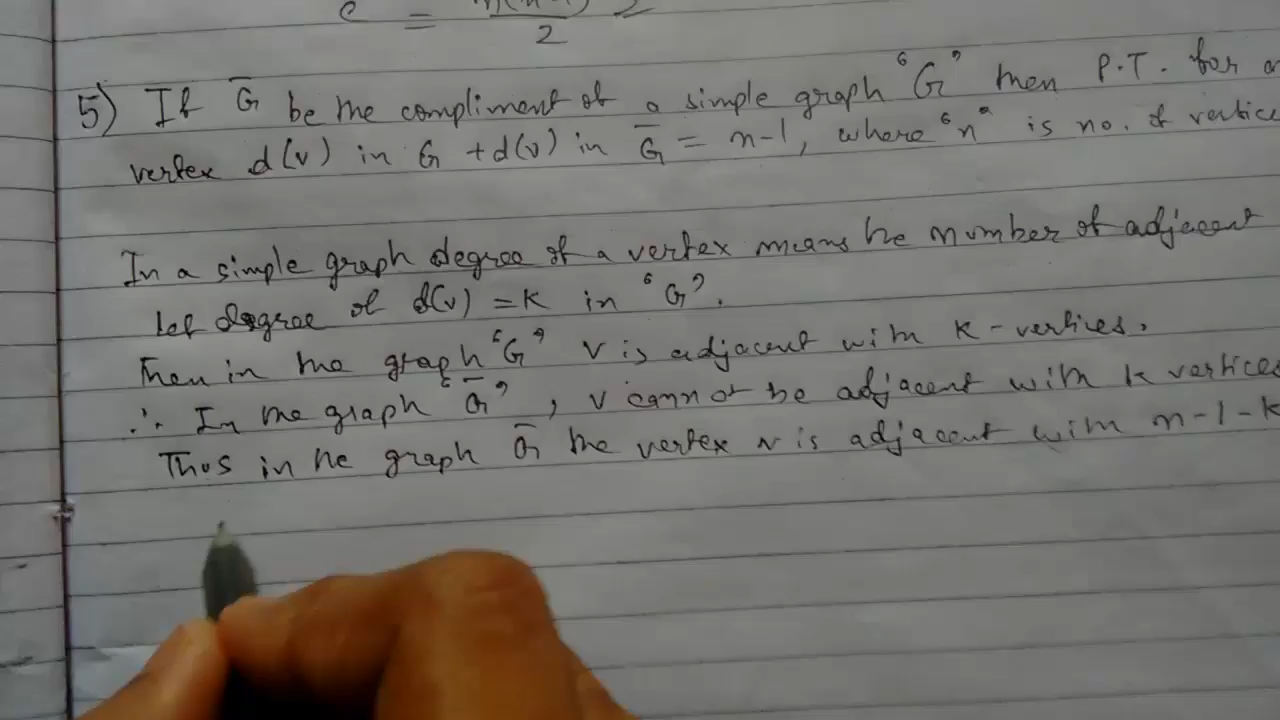 e = 2
5) If G̅ be the compliment of a simple graph "G" then P.T. for
vertex d(v) in G + d(v) in G̅ = n-1, where "n" is no. of vertice
In a simple graph degree of a vertex means he number of adjacent
let degree of d(v) = K in "G".
Then in the graph "G" V is adjacent with K-vertices.
∴ In the graph "G̅", v cannot be adjacent with k vertices
Thus in he graph G̅ the vertex v is adjacent with n-1-k